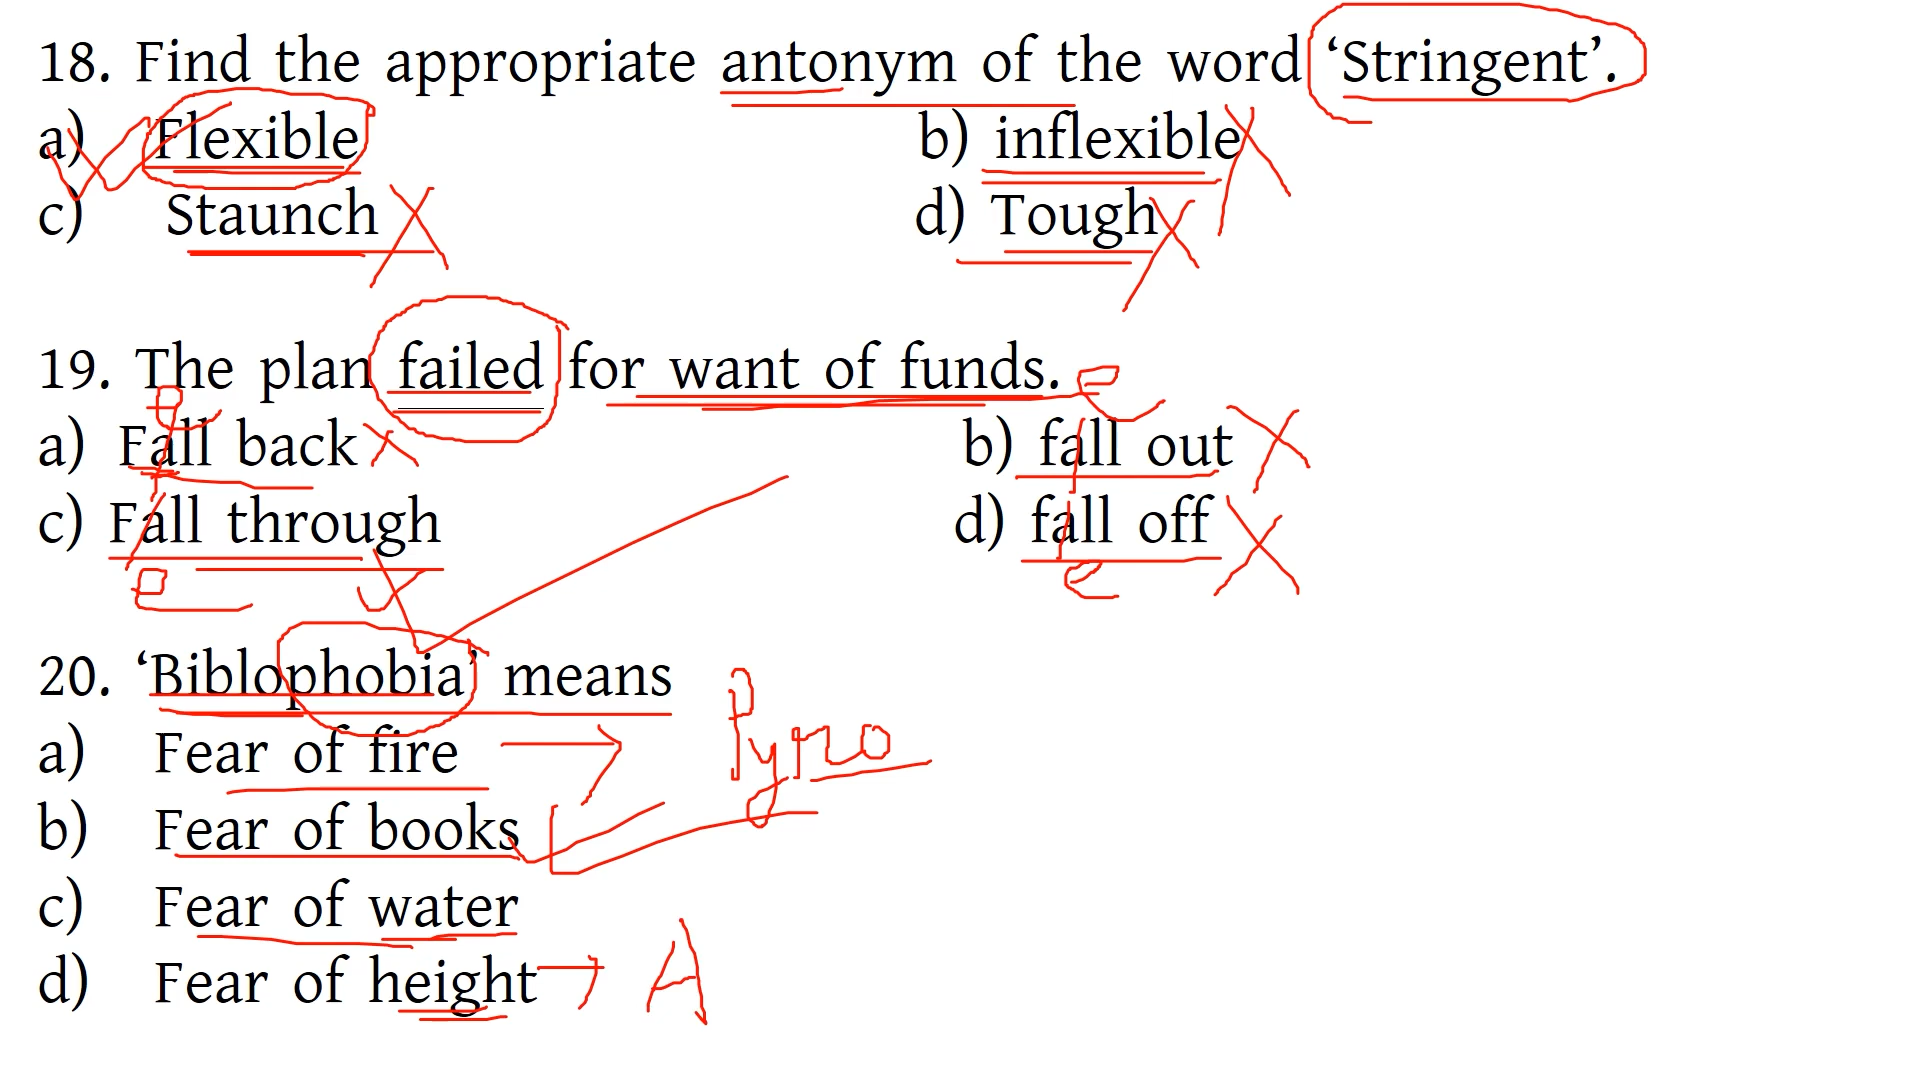 18. Find the appropriate antonym of the word ‘Stringent’.
a) Flexible b) inflexible
c) Staunch d) Tough
19. The plan failed for want of funds.
a) Fall back b) fall out
c) Fall through d) fall off
20. ‘Biblophobia’ means
a) Fear of fire Pyro
b) Fear of books
c) Fear of water
d) Fear of height A